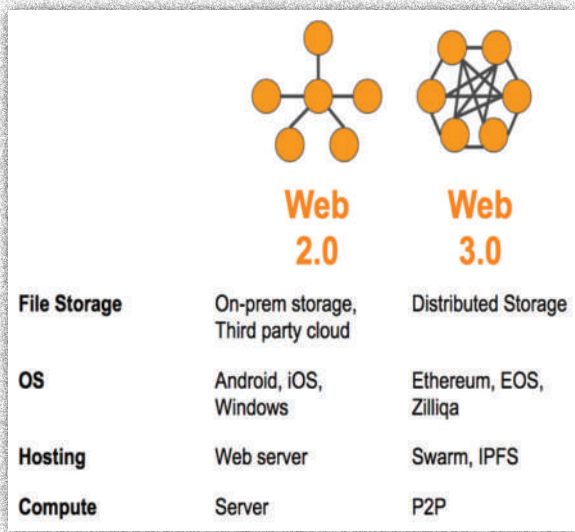 Web
2.0
Web
3.0
File Storage
On-prem storage,
Third party cloud
Distributed Storage
OS
Android, iOS,
Windows
Ethereum, EOS,
Zilliqa
Hosting
Web server
Swarm, IPFS
Compute
Server
P2P